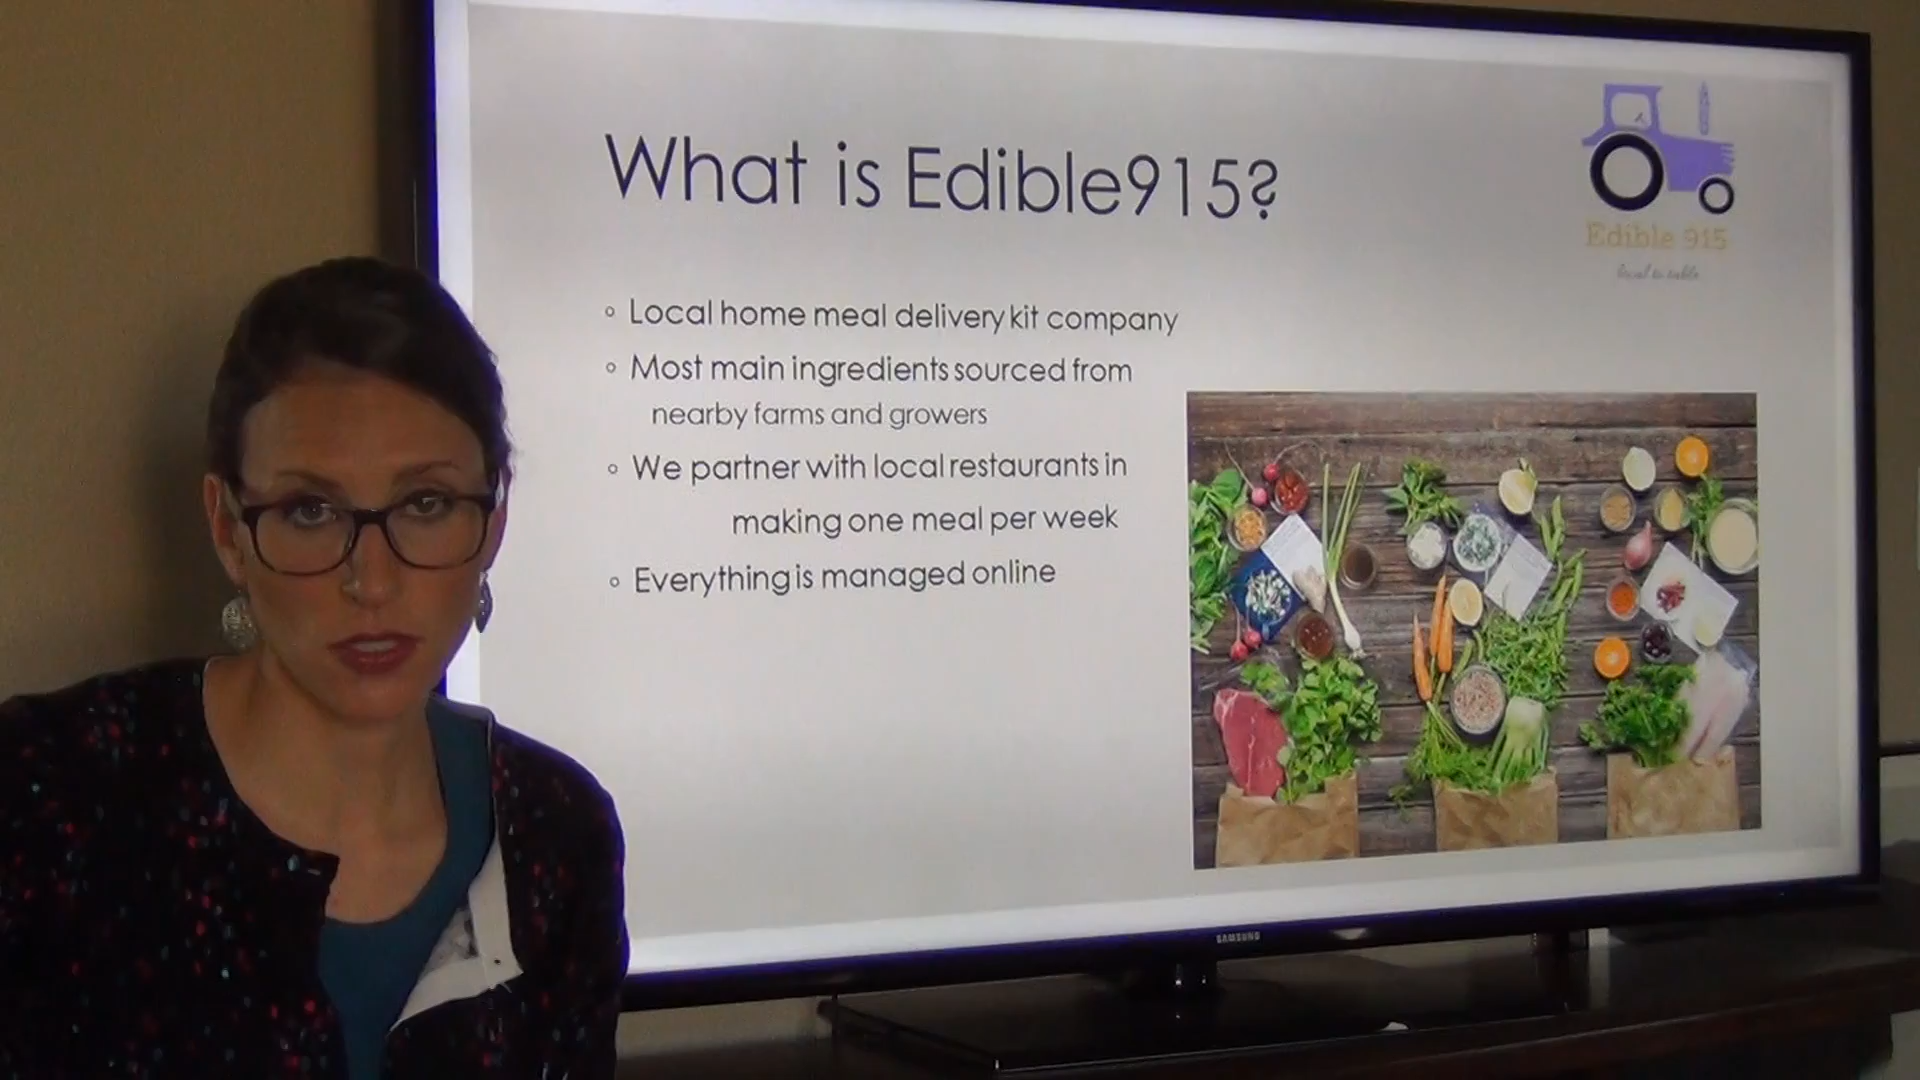 What is Edible915?
Edible 915
Local home meal delivery kit company
Most main ingredients sourced from
nearby farms and growers
We partner with local restaurants in
making one meal per week
Everything is managed online
SAMSUNG